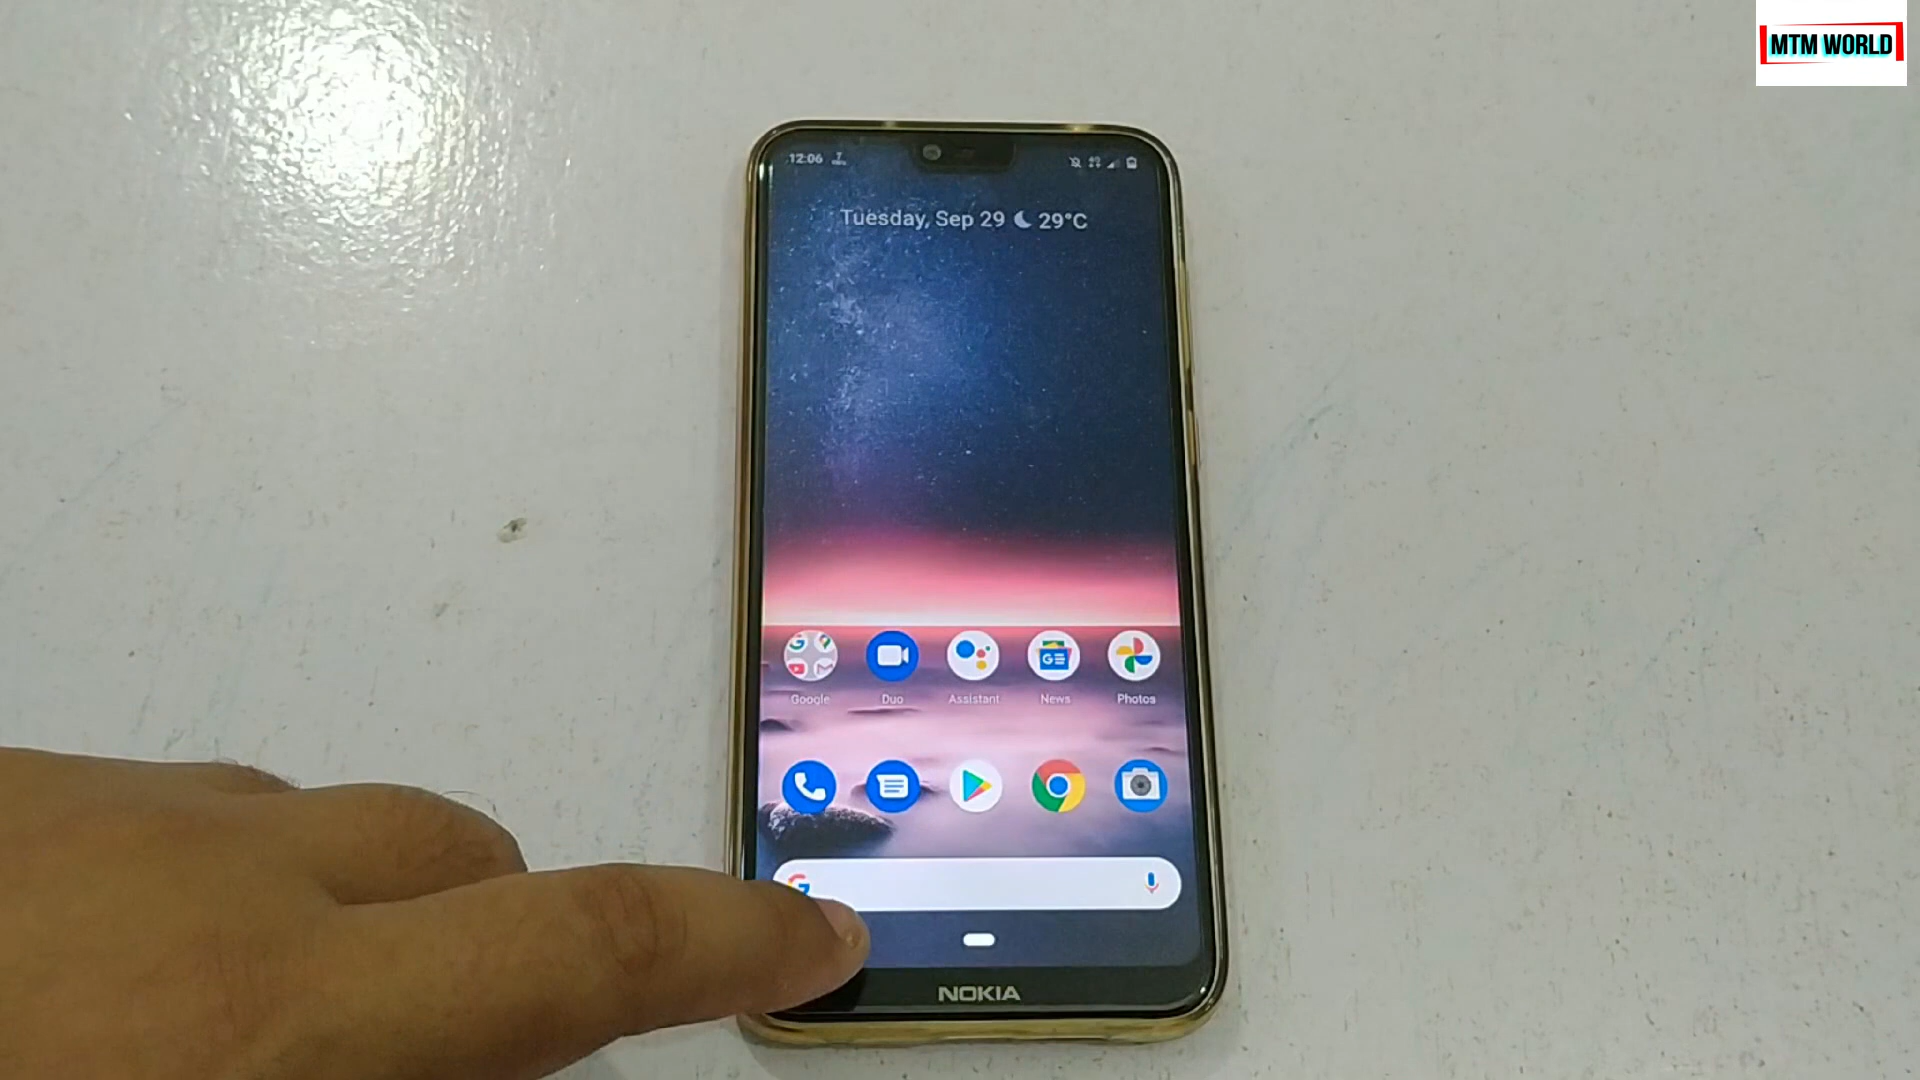 MTM WORLD
12:06
Tuesday, Sep 29 29°C
Google Duo Assistant News Photos
NOKIA